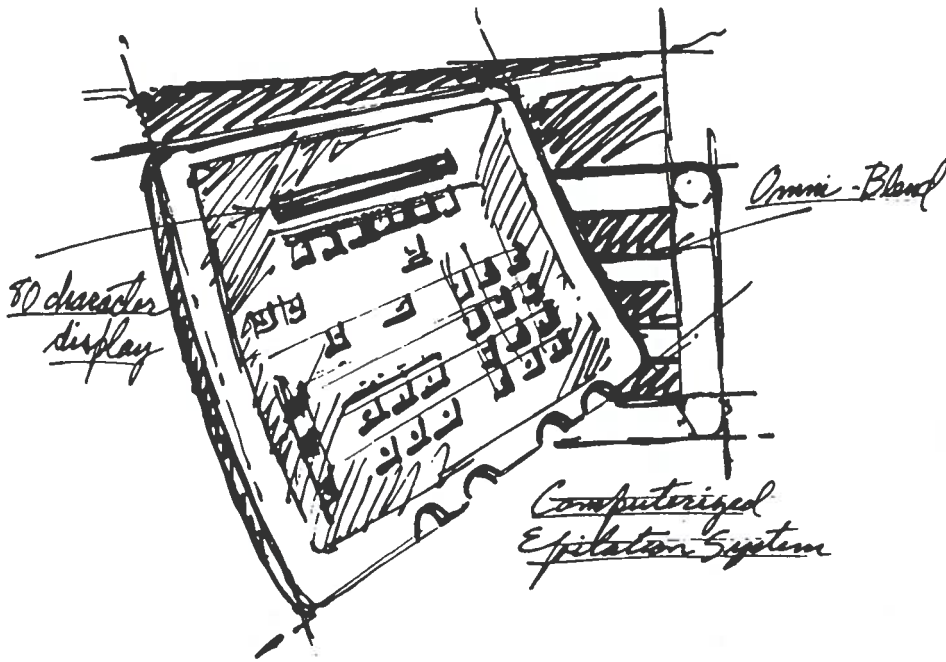 Omni-Blend
80 character
display
Computerized
Epilation System